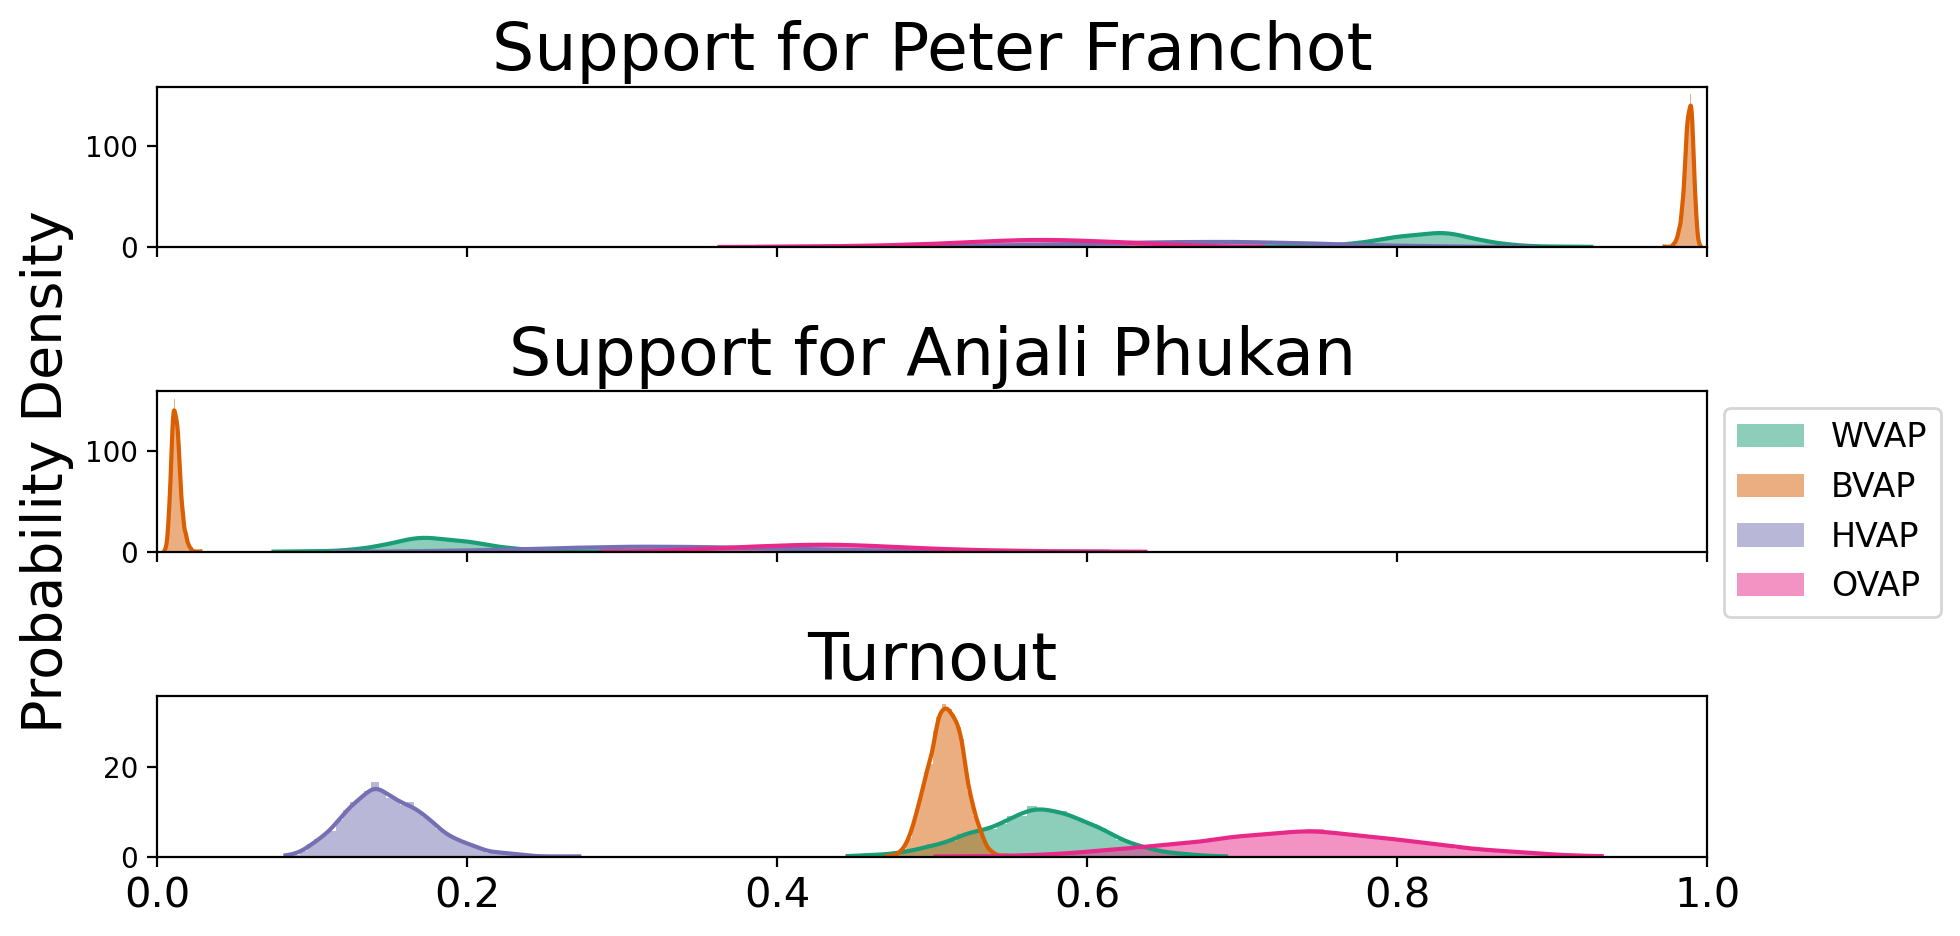 Support for Peter Franchot
100
0
Support for Anjali Phukan
100
0
Probability Density
WVAP
BVAP
HVAP
OVAP
Turnout
20
0
0.0 0.2 0.4 0.6 0.8 1.0